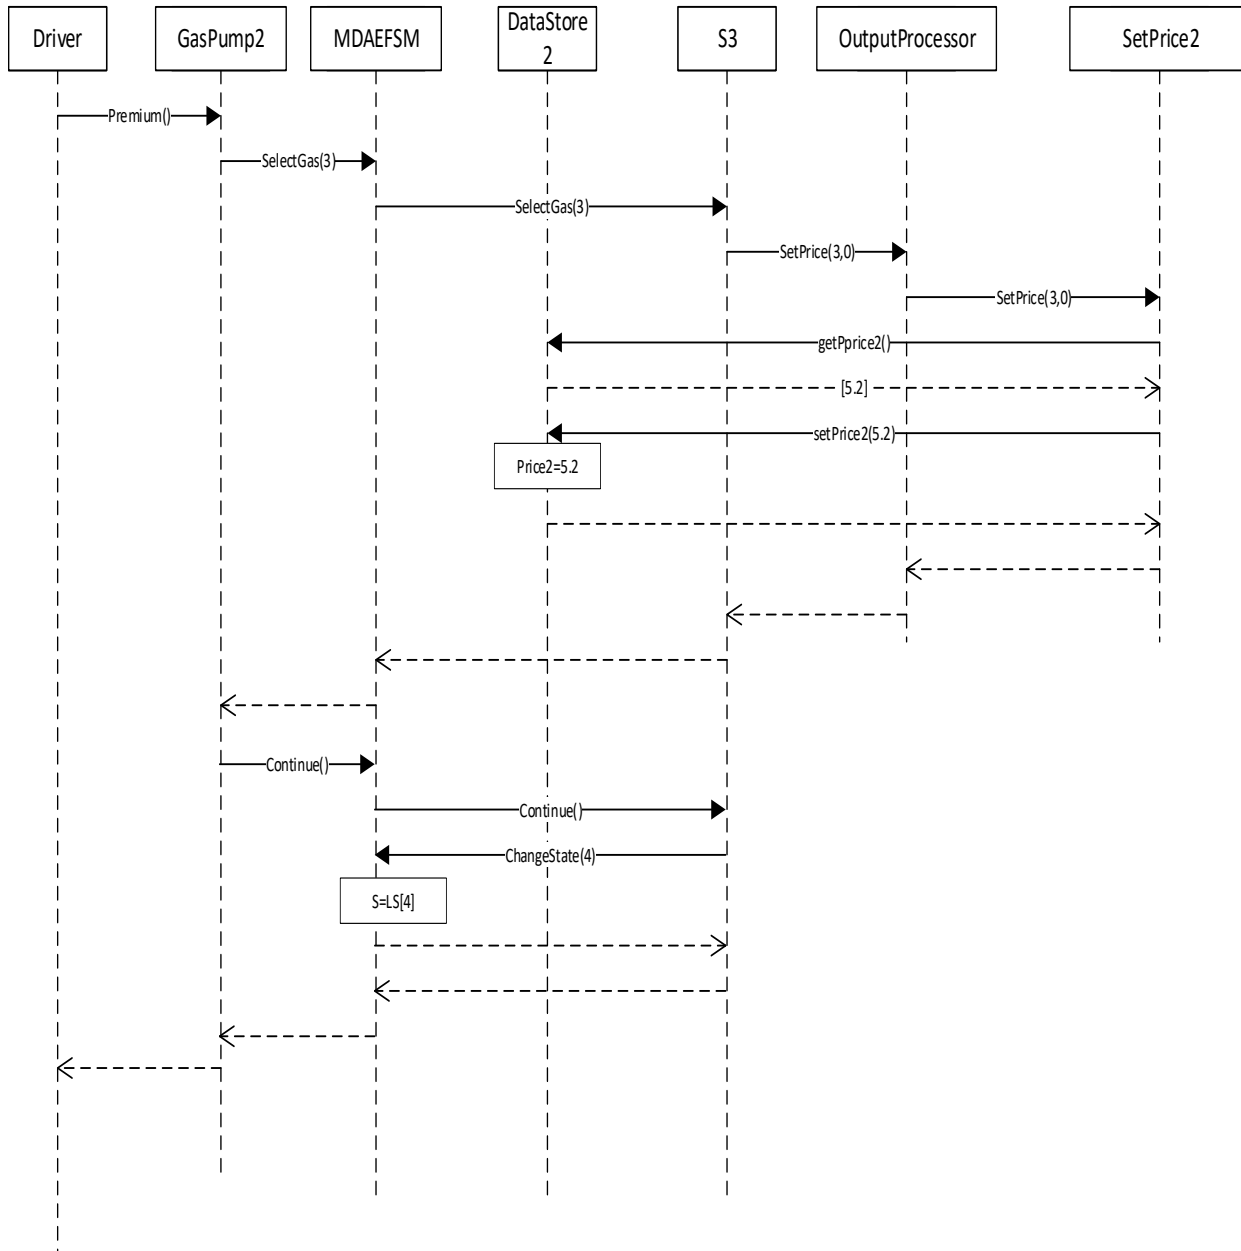 Driver
GasPump2
MDAEFSM
DataStore
2
S3
OutputProcessor
SetPrice2
Premium()
SelectGas(3)
SelectGas(3)
SetPrice(3,0)
SetPrice(3,0)
getPprice2()
[5.2]
setPrice2(5.2)
Price2=5.2
Continue()
Continue()
ChangeState(4)
S=LS[4]